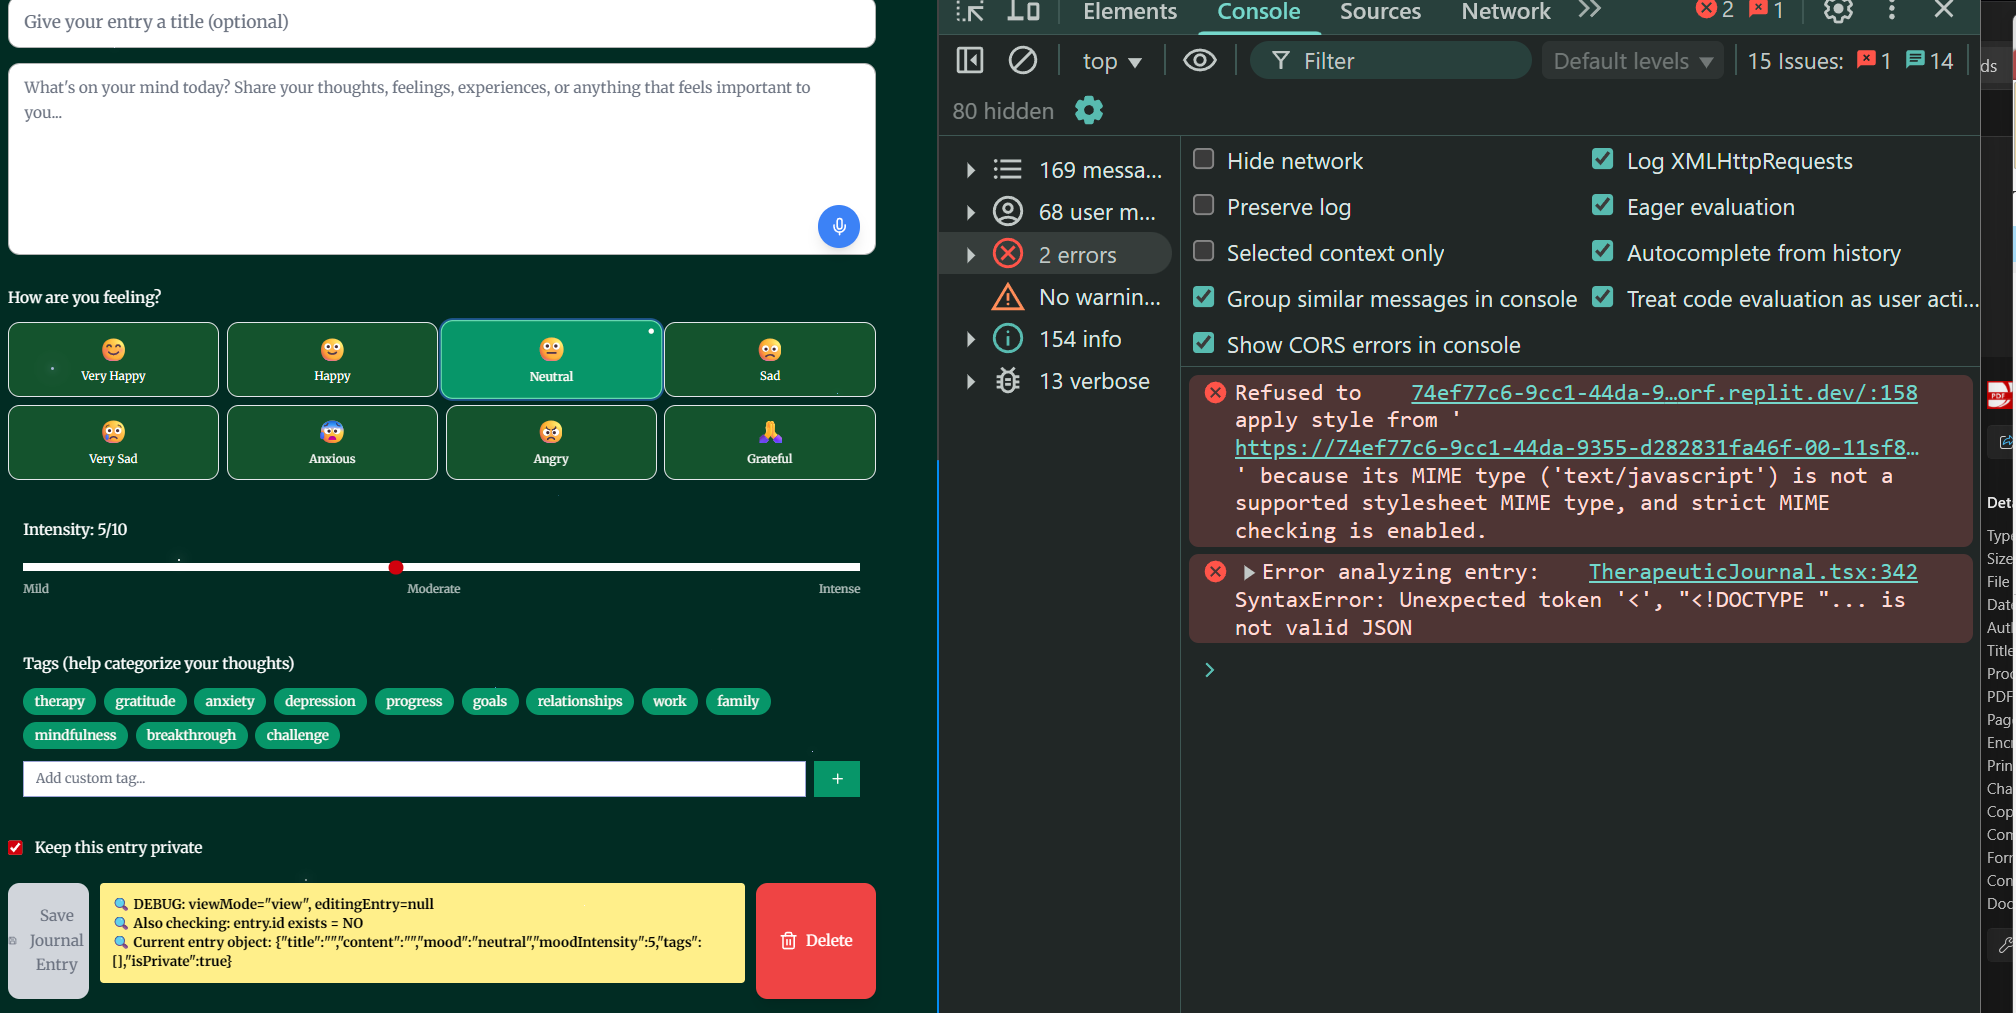 Give your entry a title (optional)
What's on your mind today? Share your thoughts, feelings, experiences, or anything that feels important to
you...
How are you feeling?
Very Happy
Happy
Neutral
Sad
Very Sad
Anxious
Angry
Grateful
Intensity: 5/10
Mild
Moderate
Intense
Tags (help categorize your thoughts)
therapy gratitude anxiety depression progress goals relationships work family
mindfulness breakthrough challenge
Add custom tag...
+
Keep this entry private
Save
Journal
Entry
DEBUG: viewMode="view", editingEntry=null
Also checking: entry.id exists = NO
Current entry object: {"title":"","content":"","mood":"neutral","moodIntensity":5,"tags":
[],"isPrivate":true}
Delete
Elements Console Sources Network 2 1
top Filter Default levels 15 Issues: 1 14
80 hidden
169 messa...
68 user m...
2 errors
No warnin...
154 info
13 verbose
Hide network
Log XMLHttpRequests
Preserve log
Eager evaluation
Selected context only
Autocomplete from history
Group similar messages in console
Treat code evaluation as user acti...
Show CORS errors in console
Refused to 74ef77c6-9cc1-44da-9…orf.replit.dev/:158
apply style from '
https://74ef77c6-9cc1-44da-9355-d282831fa46f-00-11sf8…
' because its MIME type ('text/javascript') is not a
supported stylesheet MIME type, and strict MIME
checking is enabled.
Error analyzing entry: TherapeuticJournal.tsx:342
SyntaxError: Unexpected token '<', "<!DOCTYPE "... is
not valid JSON
ds
PDF
Deta
Type
Size
File
Date
Auth
Title
Proc
PDF
Page
Encr
Prin
Cha
Cop
Com
Forr
Con
Doc